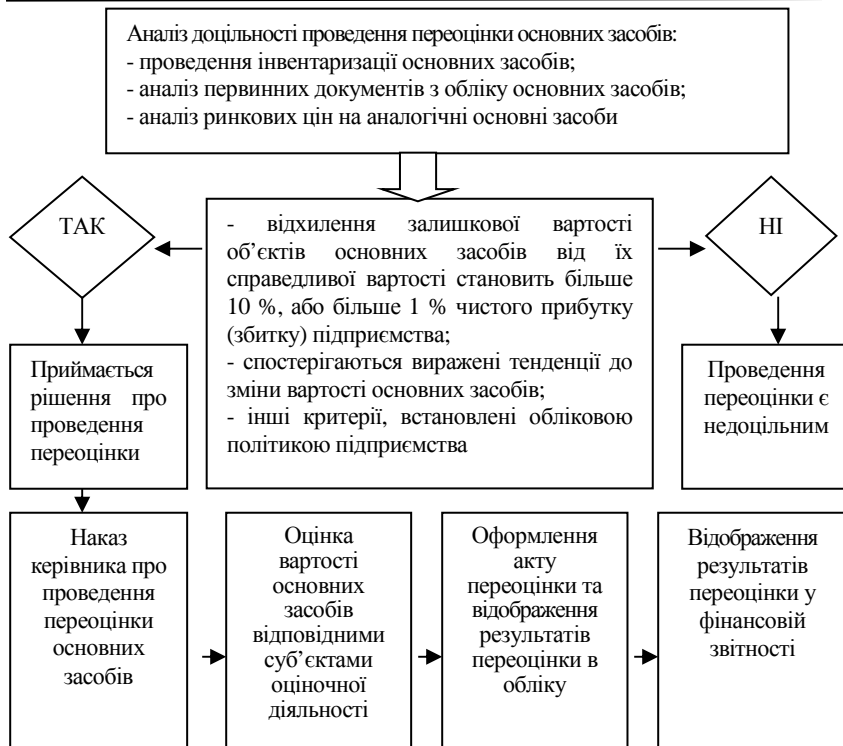 Аналіз доцільності проведення переоцінки основних засобів:
- проведення інвентаризації основних засобів;
- аналіз первинних документів з обліку основних засобів;
- аналіз ринкових цін на аналогічні основні засоби
ТАК
- відхилення залишкової вартості
об’єктів основних засобів від їх
справедливої вартості становить більше
10 %, або більше 1 % чистого прибутку
(збитку) підприємства;
- спостерігаються виражені тенденції до
зміни вартості основних засобів;
- інші критерії, встановлені обліковою
політикою підприємства
НІ
Приймається
рішення про
проведення
переоцінки
Проведення
переоцінки є
недоцільним
Наказ
керівника про
проведення
переоцінки
основних
засобів
Оцінка
вартості
основних
засобів
відповідними
суб’єктами
оціночної
діяльності
Оформлення
акту
переоцінки та
відображення
результатів
переоцінки в
обліку
Відображення
результатів
переоцінки у
фінансовій
звітності